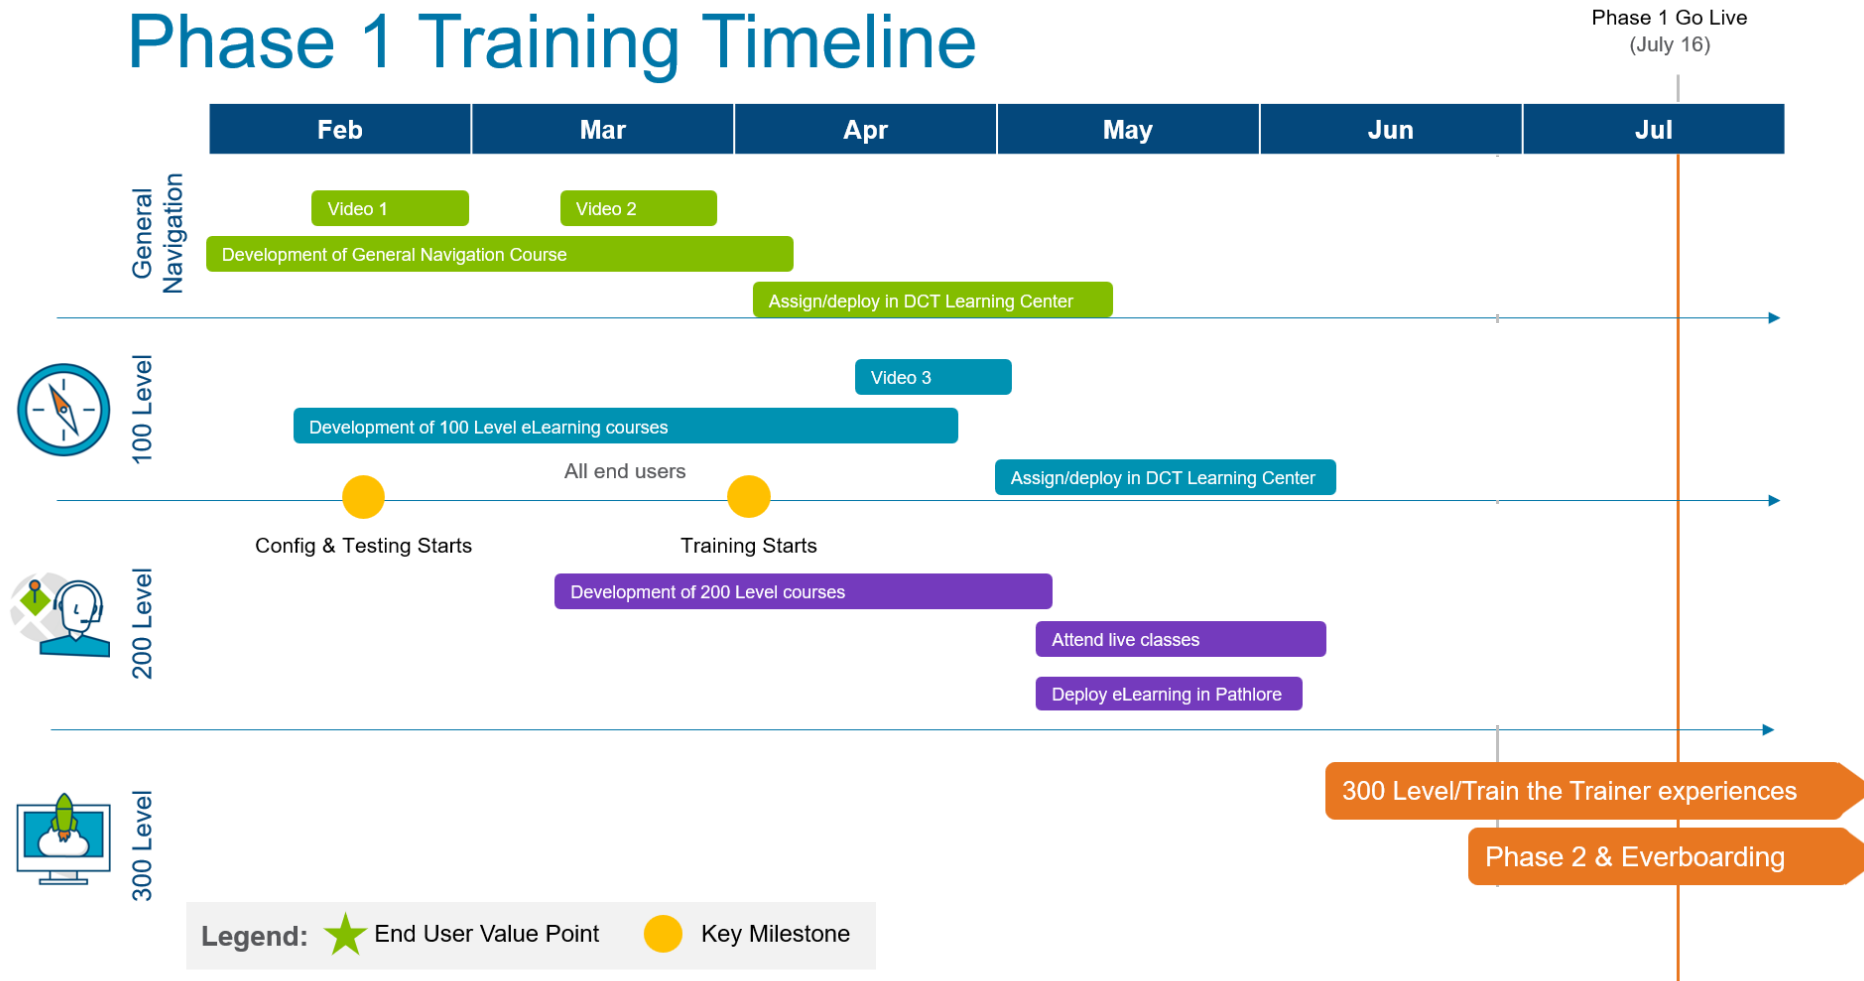 Phase 1 Training Timeline
Phase 1 Go Live
(July 16)
Feb
Mar
Apr
May
Jun
Jul
General
Navigation
Video 1
Video 2
Development of General Navigation Course
Assign/deploy in DCT Learning Center
100 Level
Video 3
Development of 100 Level eLearning courses
All end users
Assign/deploy in DCT Learning Center
Config & Testing Starts
Training Starts
200 Level
Development of 200 Level courses
Attend live classes
Deploy eLearning in Pathlore
300 Level
300 Level/Train the Trainer experiences
Phase 2 & Everboarding
Legend:
End User Value Point
Key Milestone